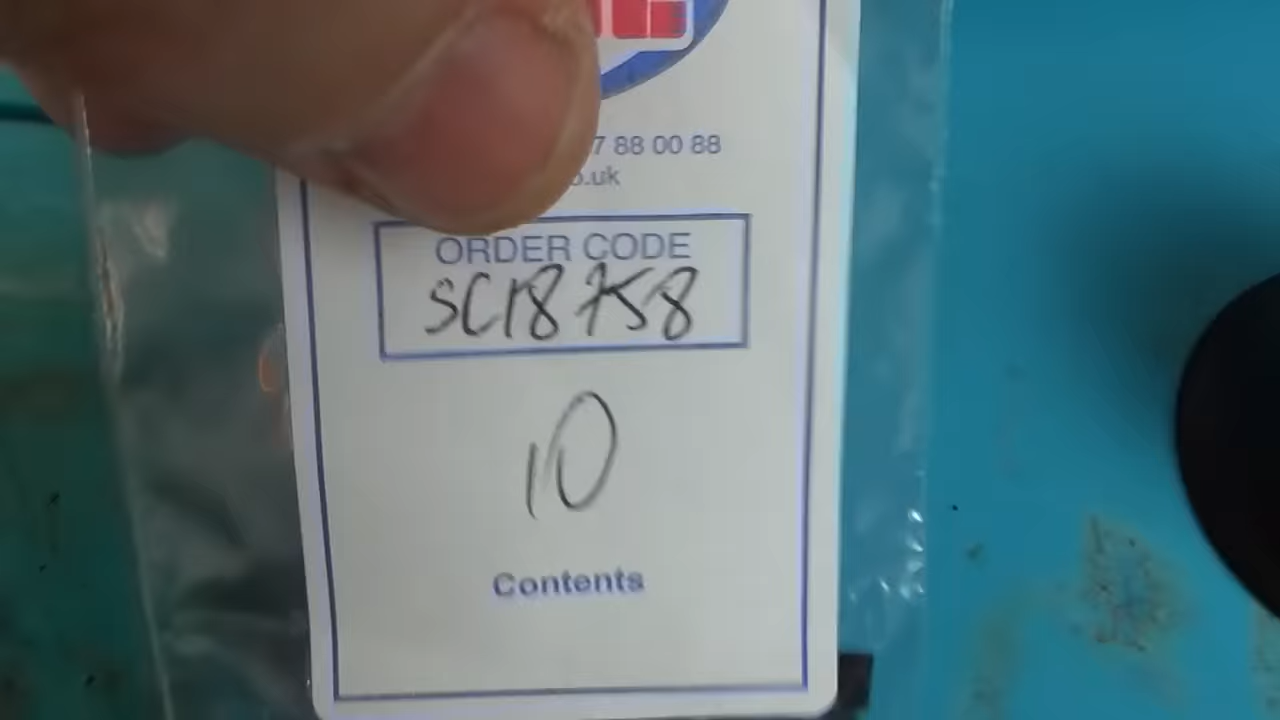 7 88 00 88
.uk
ORDER CODE
SC18758
10
Contents